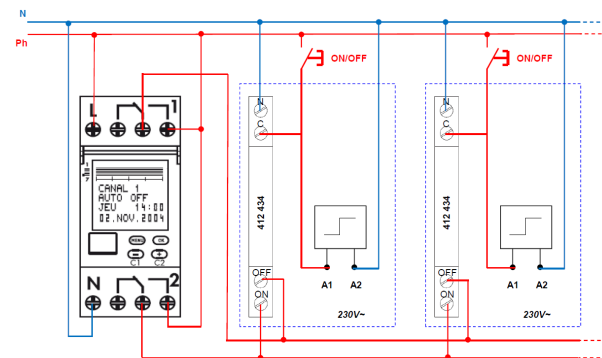 N
Ph
L 1
CANAL 1
AUTO OFF
JEU 14:00
02.NOV.2004
MENU OK
- +
C1 C2
N 2
ON/OFF
N
C
412 434
OFF
ON
A1 A2
230V~
ON/OFF
N
C
412 434
OFF
ON
A1 A2
230V~